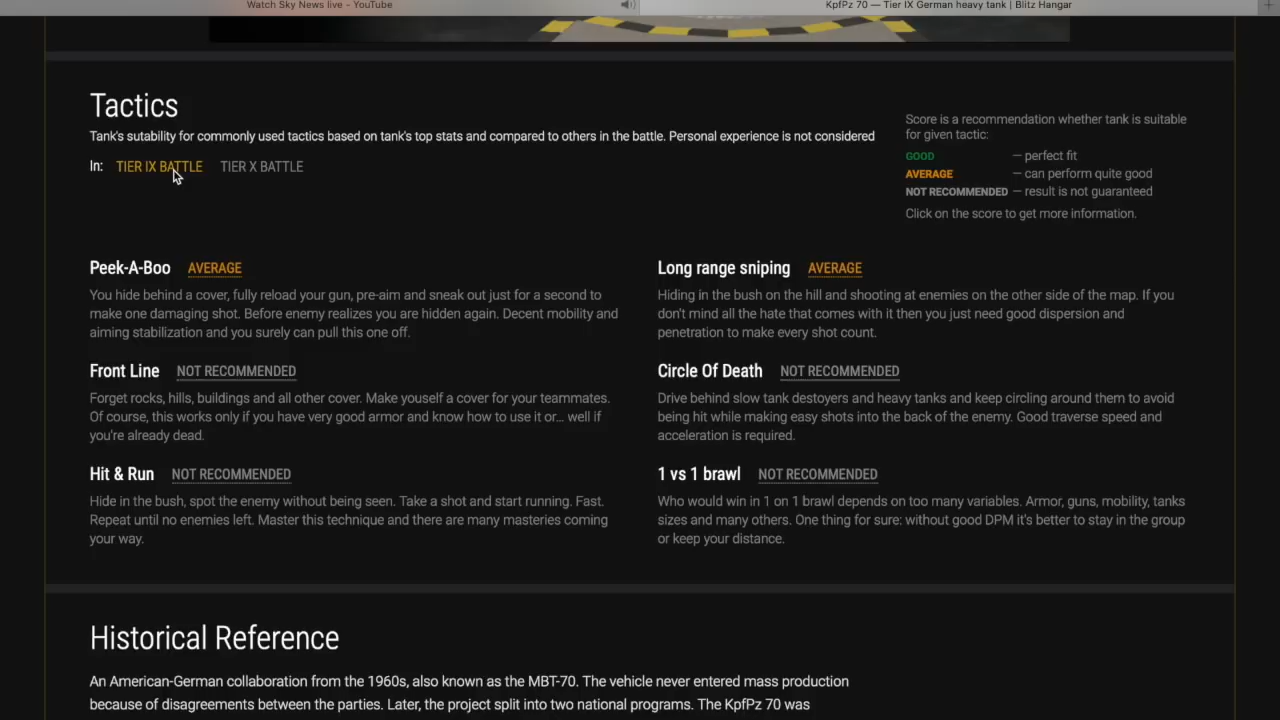 Watch Sky News live - YouTube
KpfPz 70 — Tier IX German heavy tank | Blitz Hangar
Tactics
Tank's sutability for commonly used tactics based on tank's top stats and compared to others in the battle. Personal experience is not considered
In: TIER IX BATTLE TIER X BATTLE
Score is a recommendation whether tank is suitable
for given tactic:
GOOD — perfect fit
AVERAGE — can perform quite good
NOT RECOMMENDED — result is not guaranteed
Click on the score to get more information.
Peek-A-Boo AVERAGE
You hide behind a cover, fully reload your gun, pre-aim and sneak out just for a second to
make one damaging shot. Before enemy realizes you are hidden again. Decent mobility and
aiming stabilization and you surely can pull this one off.
Long range sniping AVERAGE
Hiding in the bush on the hill and shooting at enemies on the other side of the map. If you
don't mind all the hate that comes with it then you just need good dispersion and
penetration to make every shot count.
Front Line NOT RECOMMENDED
Forget rocks, hills, buildings and all other cover. Make youself a cover for your teammates.
Of course, this works only if you have very good armor and know how to use it or... well if
you're already dead.
Circle Of Death NOT RECOMMENDED
Drive behind slow tank destoyers and heavy tanks and keep circling around them to avoid
being hit while making easy shots into the back of the enemy. Good traverse speed and
acceleration is required.
Hit & Run NOT RECOMMENDED
Hide in the bush, spot the enemy without being seen. Take a shot and start running. Fast.
Repeat until no enemies left. Master this technique and there are many masteries coming
your way.
1 vs 1 brawl NOT RECOMMENDED
Who would win in 1 on 1 brawl depends on too many variables. Armor, guns, mobility, tanks
sizes and many others. One thing for sure: without good DPM it's better to stay in the group
or keep your distance.
Historical Reference
An American-German collaboration from the 1960s, also known as the MBT-70. The vehicle never entered mass production
because of disagreements between the parties. Later, the project split into two national programs. The KpfPz 70 was